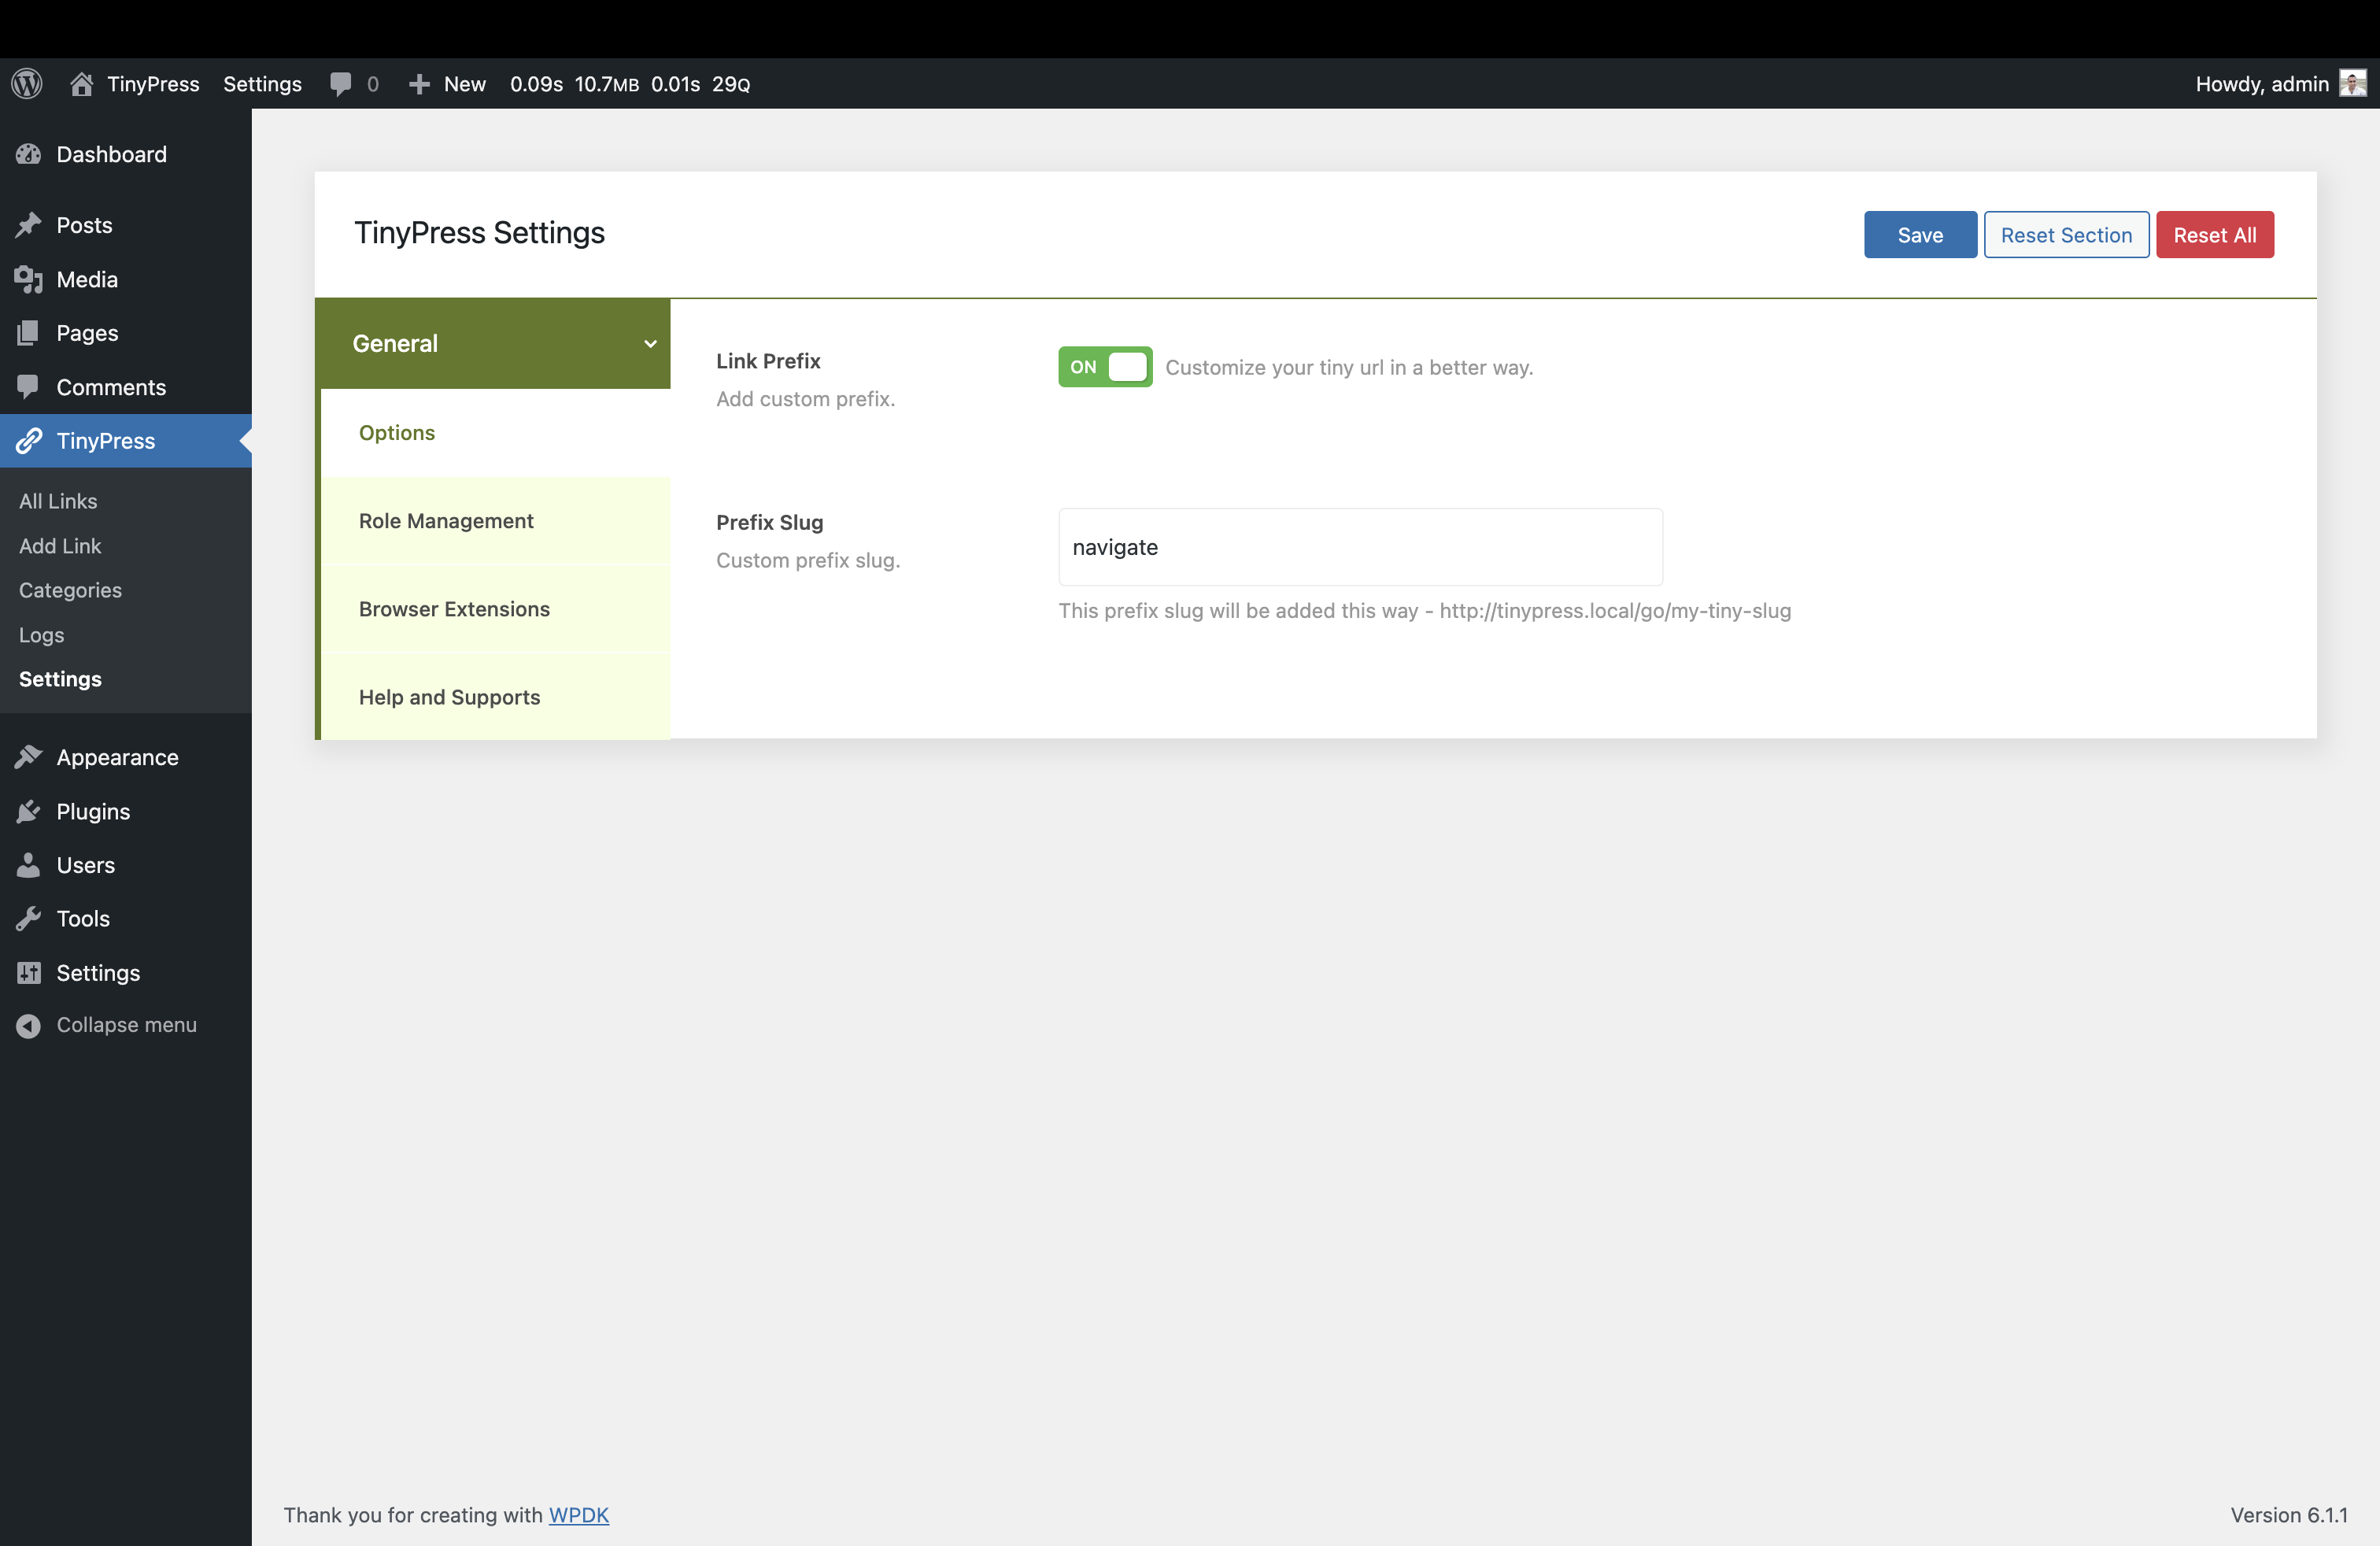 TinyPress Settings 0 New 0.09s 10.7MB 0.01s 29Q Howdy, admin
Dashboard
Posts
Media
Pages
Comments
TinyPress
All Links
Add Link
Categories
Logs
Settings
Appearance
Plugins
Users
Tools
Settings
Collapse menu
TinyPress Settings
Save Reset Section Reset All
General
Options
Role Management
Browser Extensions
Help and Supports
Link Prefix
Add custom prefix.
ON Customize your tiny url in a better way.
Prefix Slug
Custom prefix slug.
navigate
This prefix slug will be added this way - http://tinypress.local/go/my-tiny-slug
Thank you for creating with WPDK
Version 6.1.1